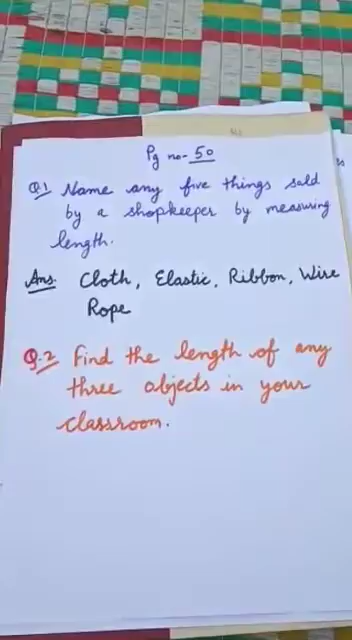 Pg no- 50
Q1 Name any five things sold
by a shopkeeper by measuring
length.
Ans. Cloth, Elastic, Ribbon, Wire
Rope
Q.2 Find the length of any
three objects in your
classroom.